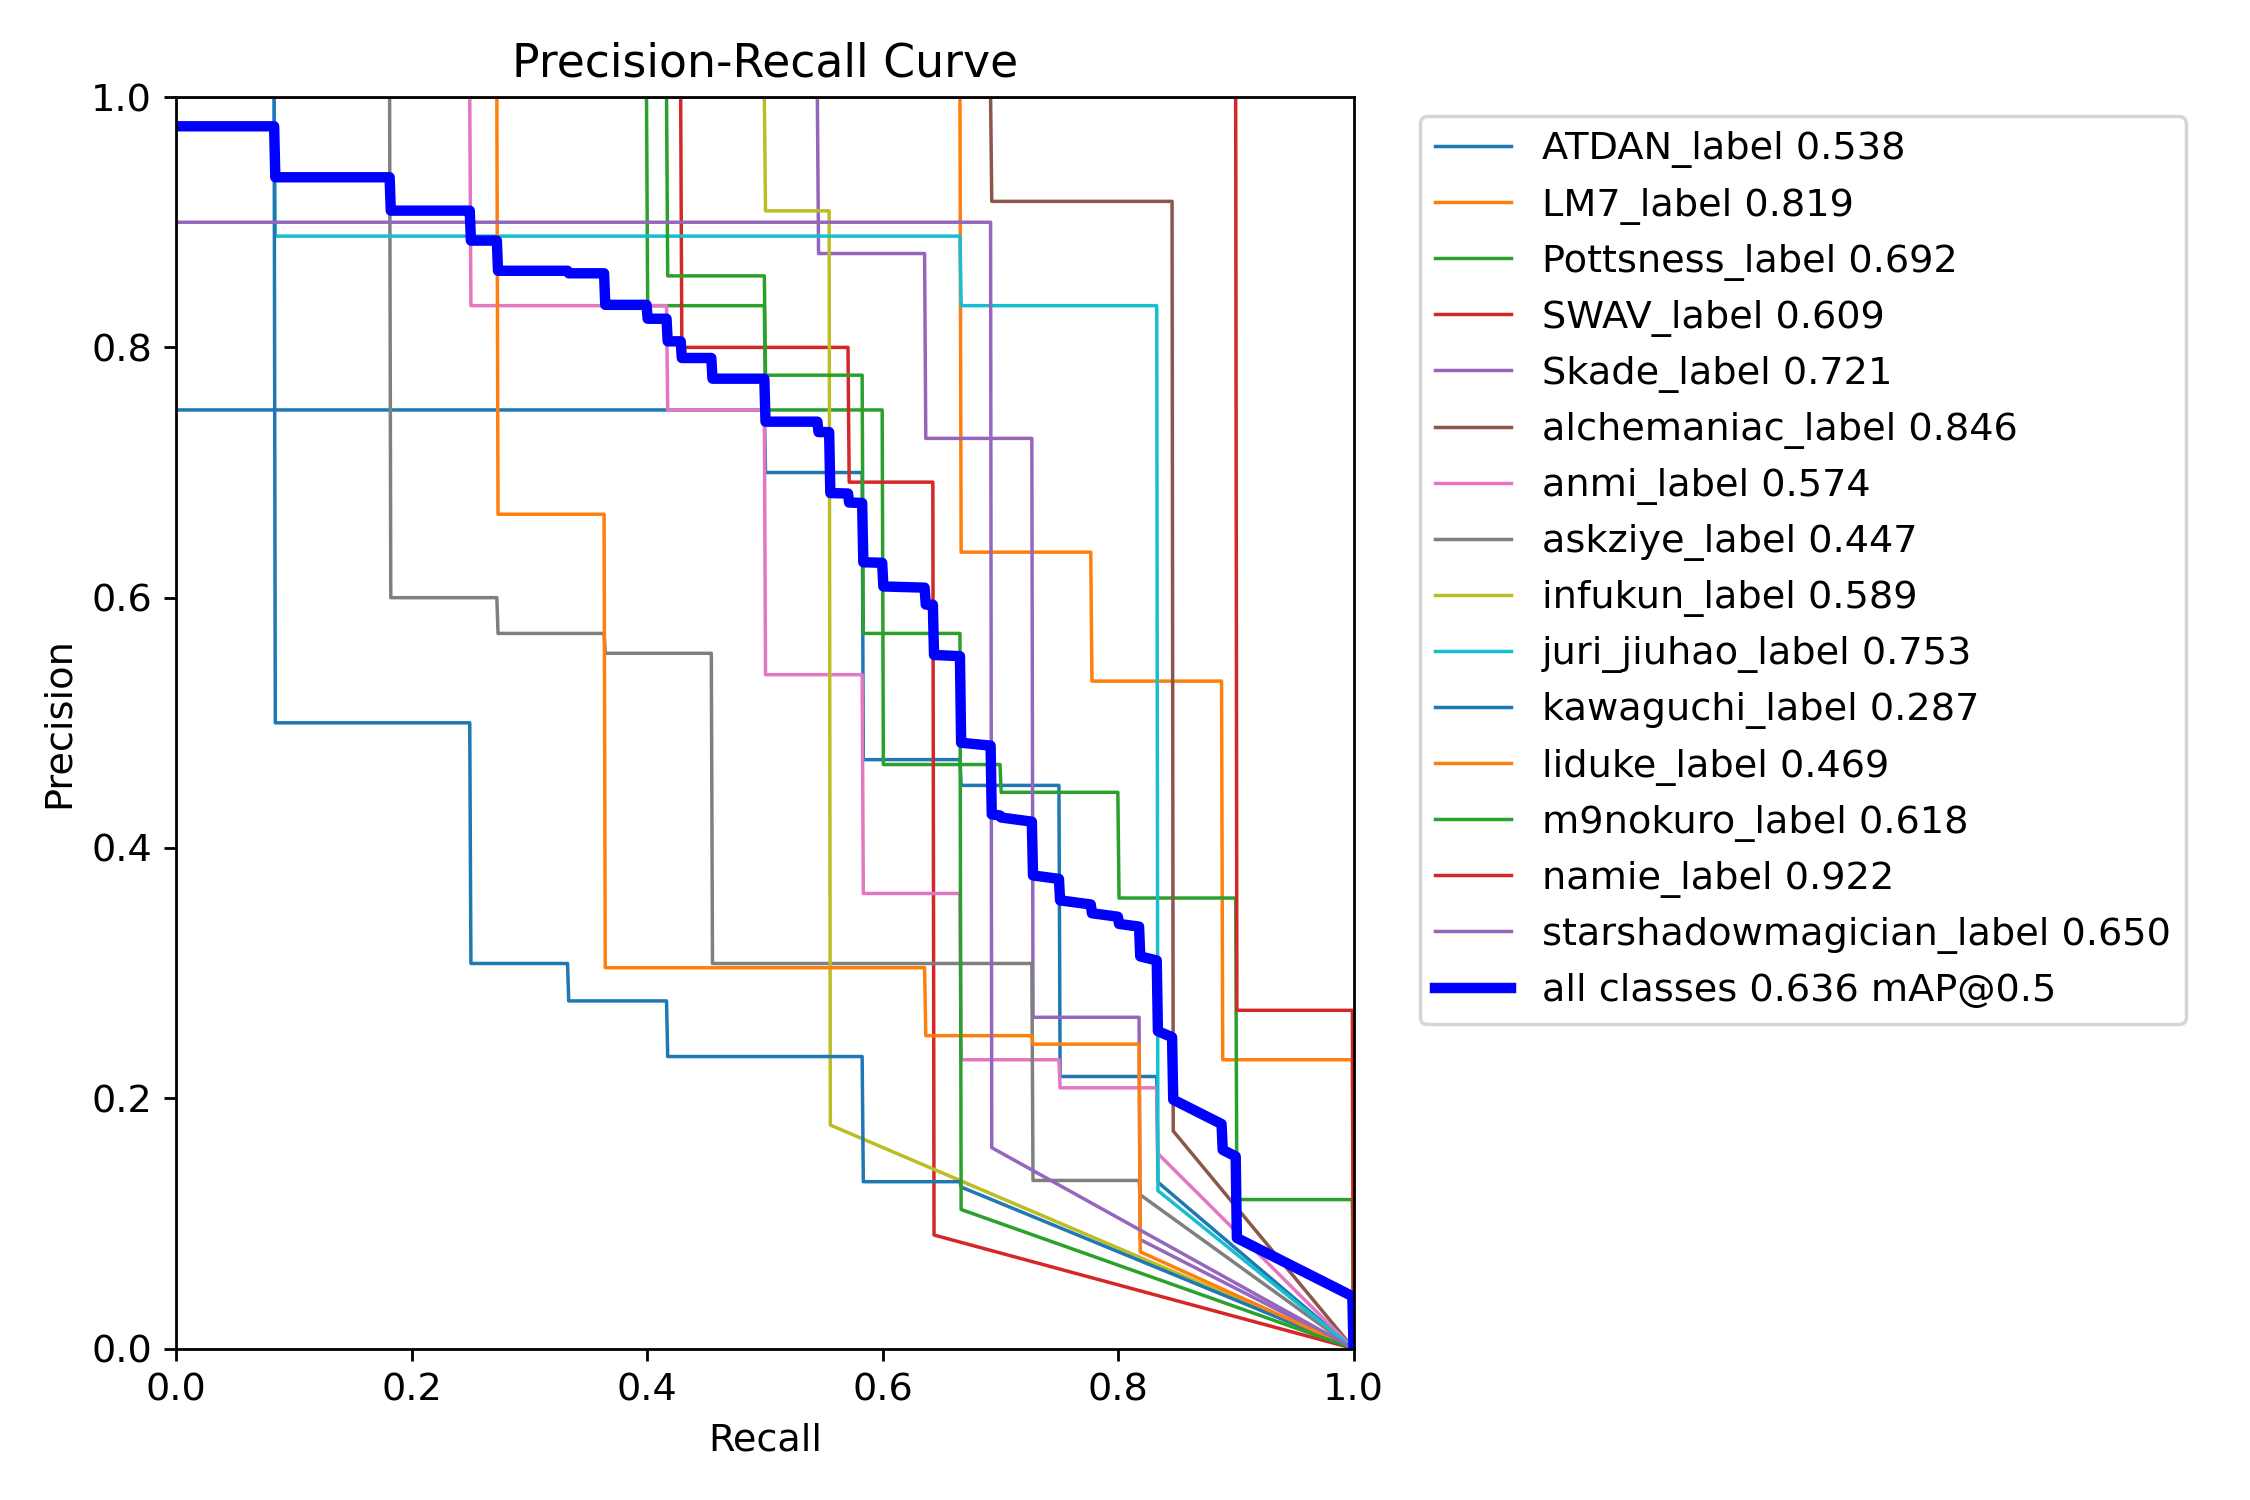 Precision-Recall Curve
1.0
0.8
0.6
0.4
0.2
0.0
Precision
0.0 0.2 0.4 0.6 0.8 1.0
Recall
ATDAN_label 0.538
LM7_label 0.819
Pottsness_label 0.692
SWAV_label 0.609
Skade_label 0.721
alchemaniac_label 0.846
anmi_label 0.574
askziye_label 0.447
infukun_label 0.589
juri_jiuhao_label 0.753
kawaguchi_label 0.287
liduke_label 0.469
m9nokuro_label 0.618
namie_label 0.922
starshadowmagician_label 0.650
all classes 0.636 mAP@0.5